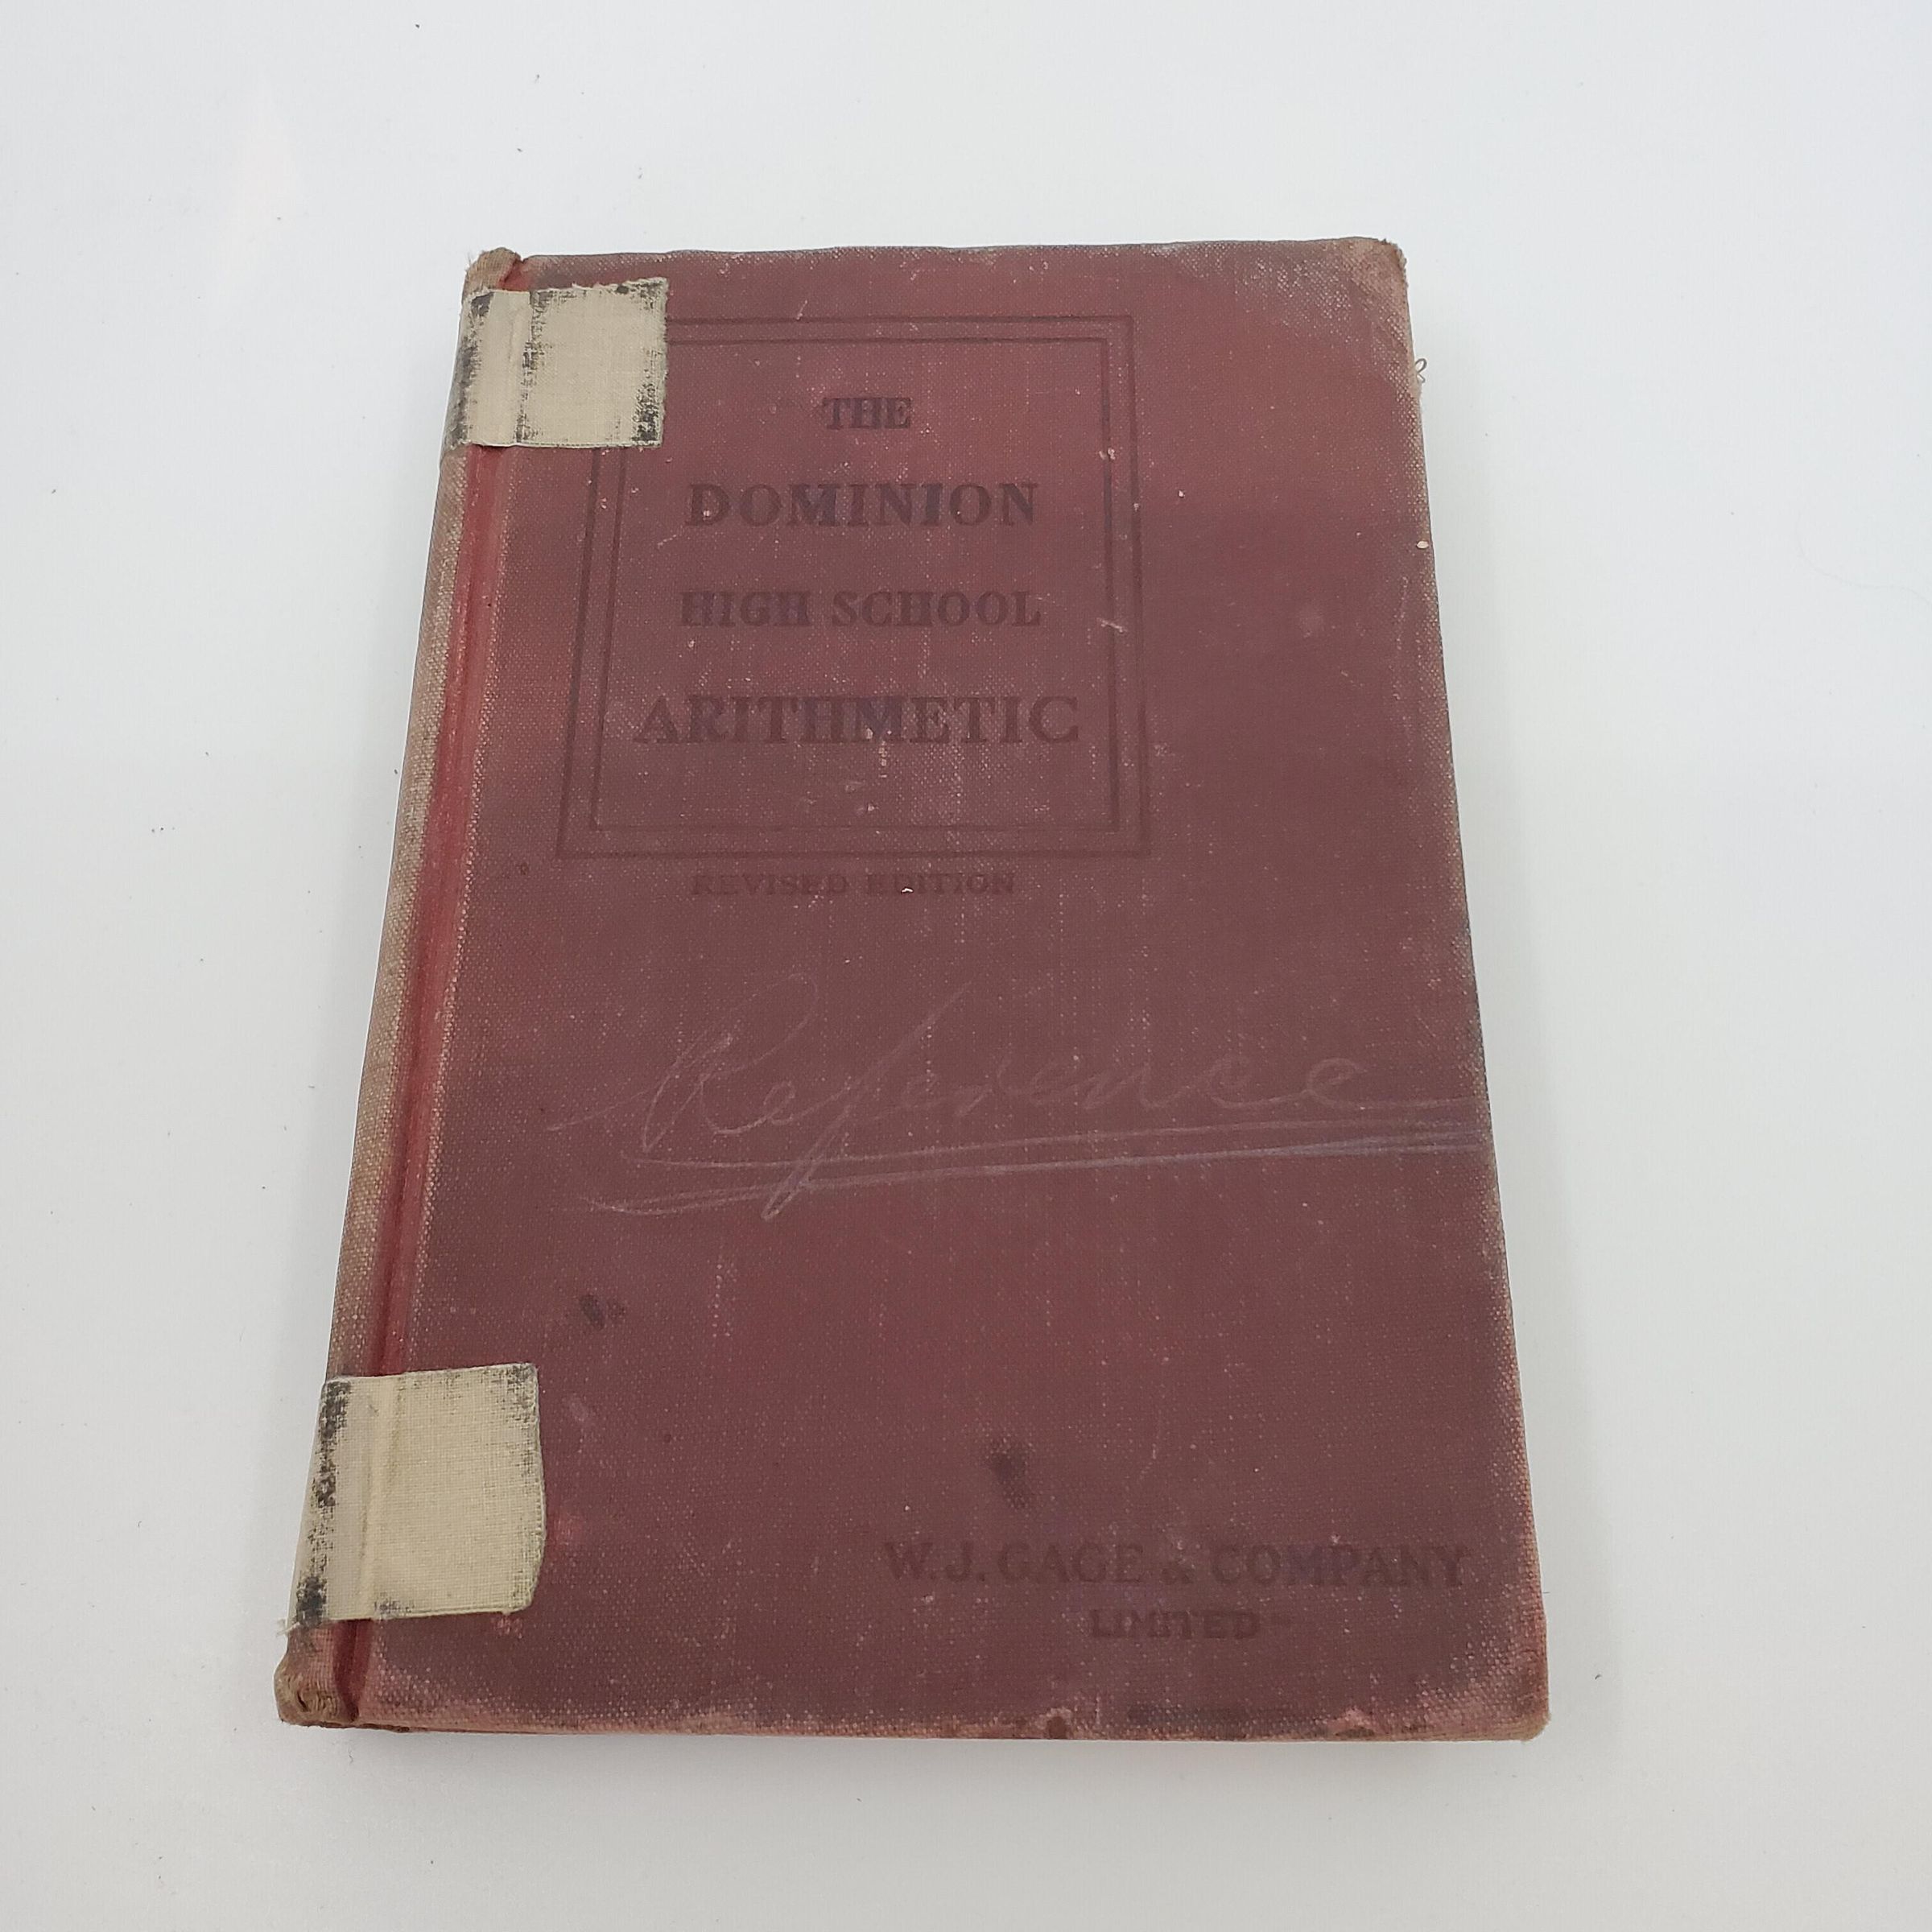 THE
DOMINION
HIGH SCHOOL
ARITHMETIC
REVISED EDITION
Reference
W.J. GAGE & COMPANY
LIMITED